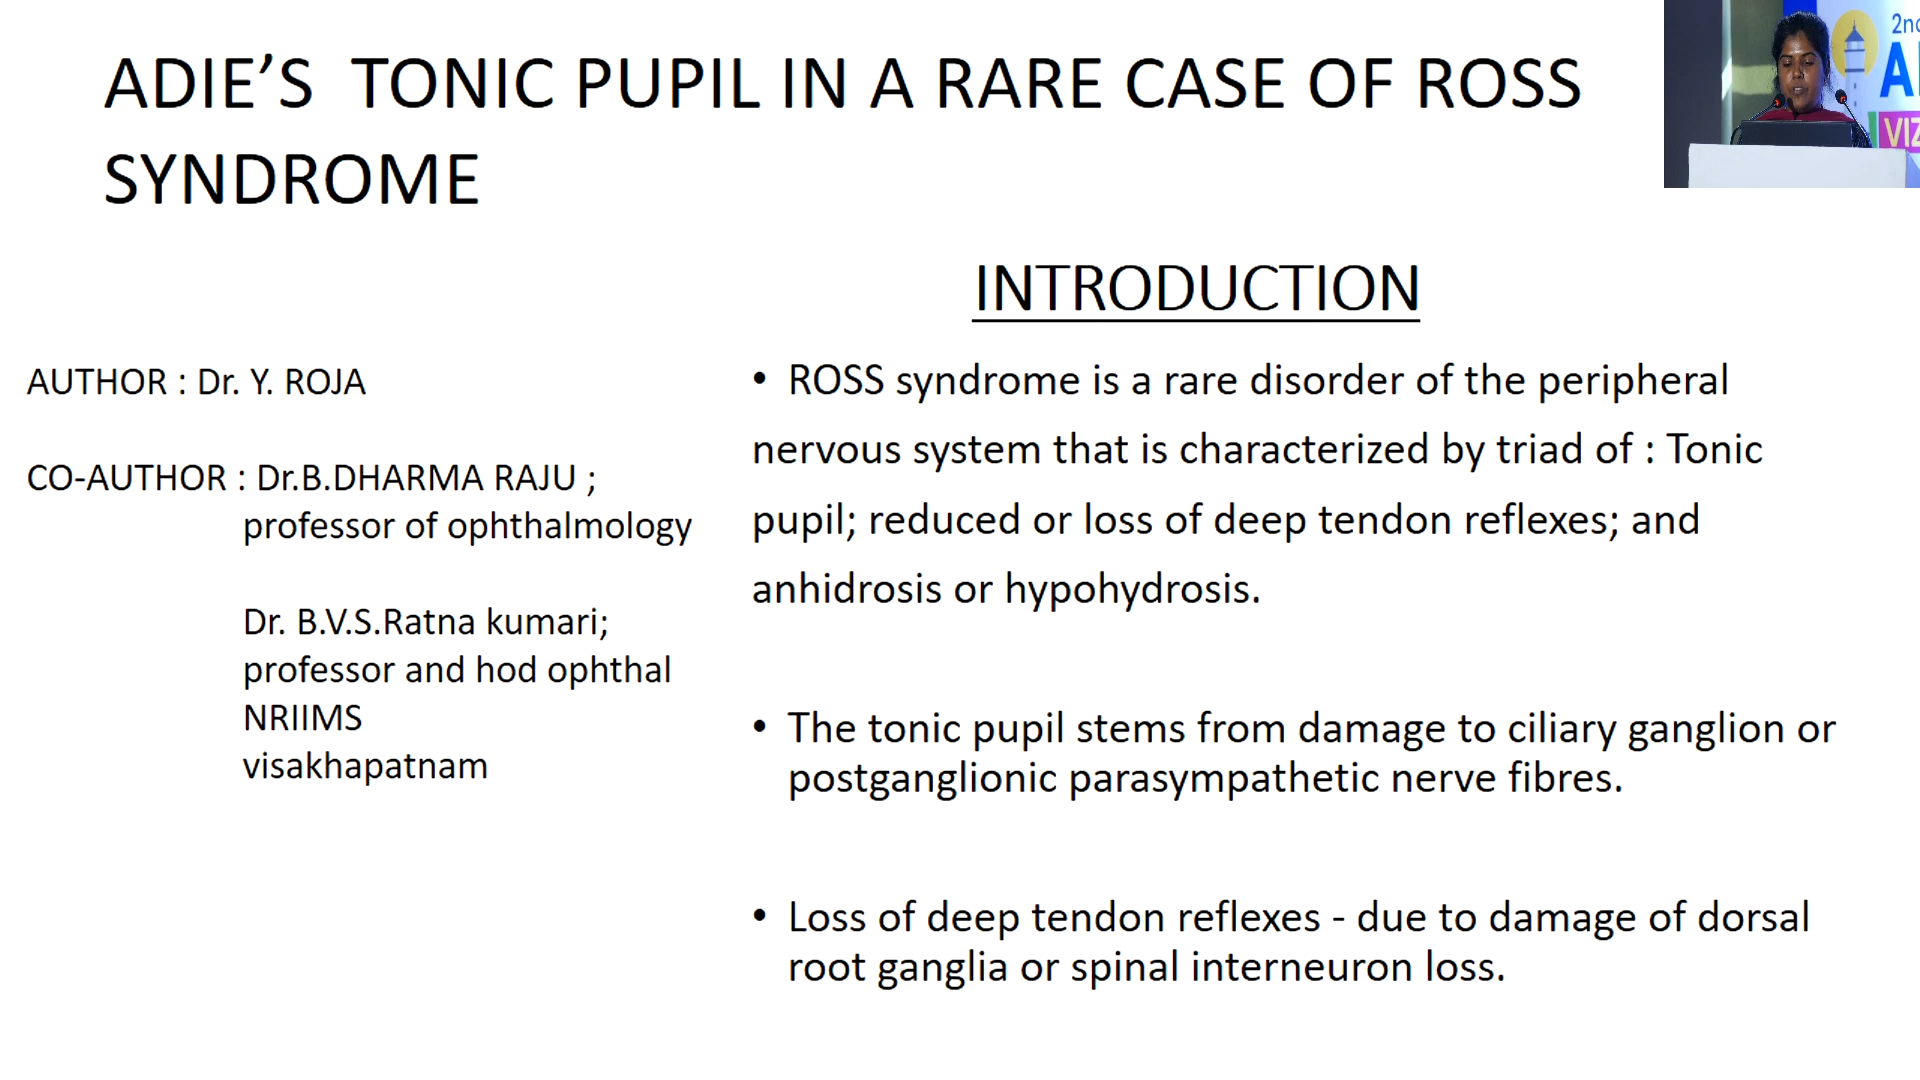 ADIE’S  TONIC PUPIL IN A RARE CASE OF ROSS
SYNDROME
INTRODUCTION
AUTHOR : Dr. Y. ROJA
CO-AUTHOR : Dr.B.DHARMA RAJU ;
professor of ophthalmology
Dr. B.V.S.Ratna kumari;
professor and hod ophthal
NRIIMS
visakhapatnam
• ROSS syndrome is a rare disorder of the peripheral
nervous system that is characterized by triad of : Tonic
pupil; reduced or loss of deep tendon reflexes; and
anhidrosis or hypohydrosis.
• The tonic pupil stems from damage to ciliary ganglion or
postganglionic parasympathetic nerve fibres.
• Loss of deep tendon reflexes - due to damage of dorsal
root ganglia or spinal interneuron loss.
2nd
VIZ